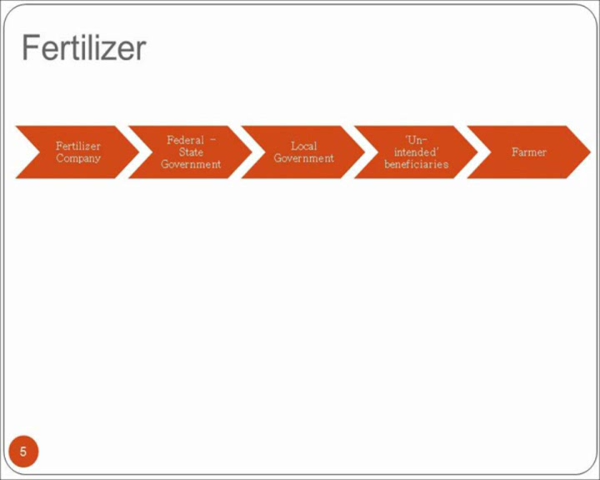 Fertilizer
Fertilizer
Company
Federal –
State
Government
Local
Government
'Un-
intended'
beneficiaries
Farmer
5